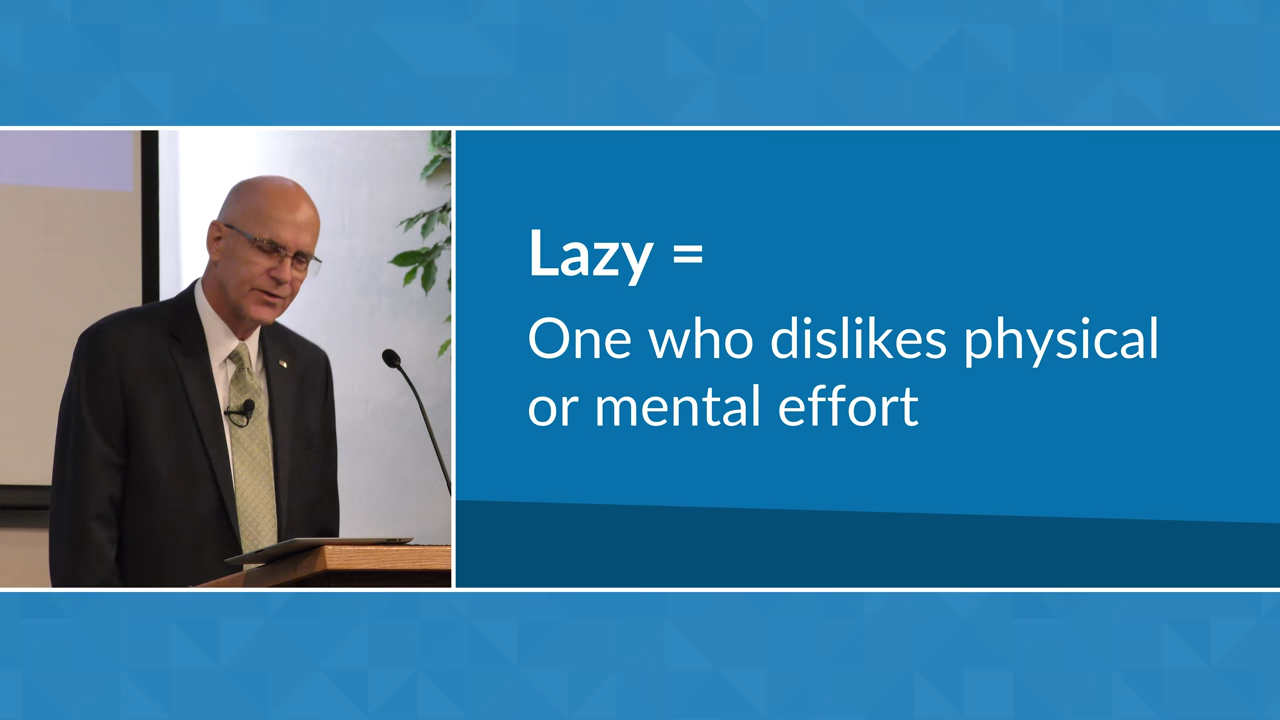 Lazy =
One who dislikes physical
or mental effort